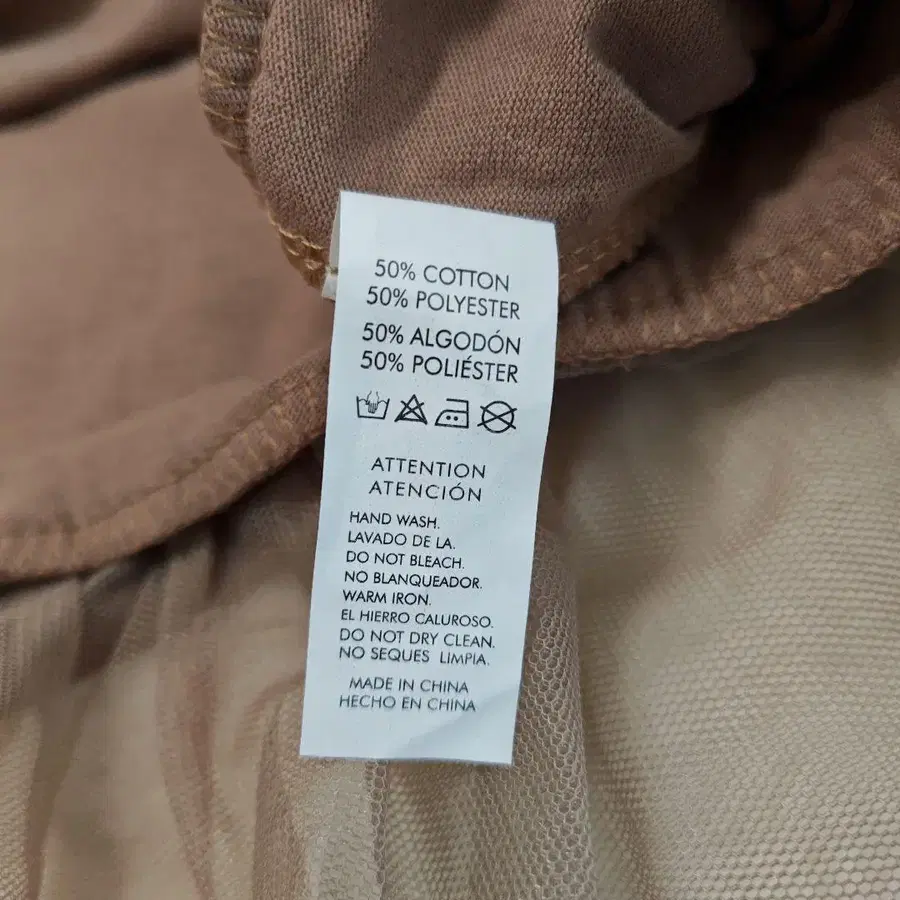 50% COTTON
50% POLYESTER
50% ALGODÓN
50% POLIÉSTER
ATTENTION
ATENCIÓN
HAND WASH.
LAVADO DE LA.
DO NOT BLEACH.
NO BLANQUEADOR.
WARM IRON.
EL HIERRO CALUROSO.
DO NOT DRY CLEAN.
NO SEQUES LIMPIA.
MADE IN CHINA
HECHO EN CHINA